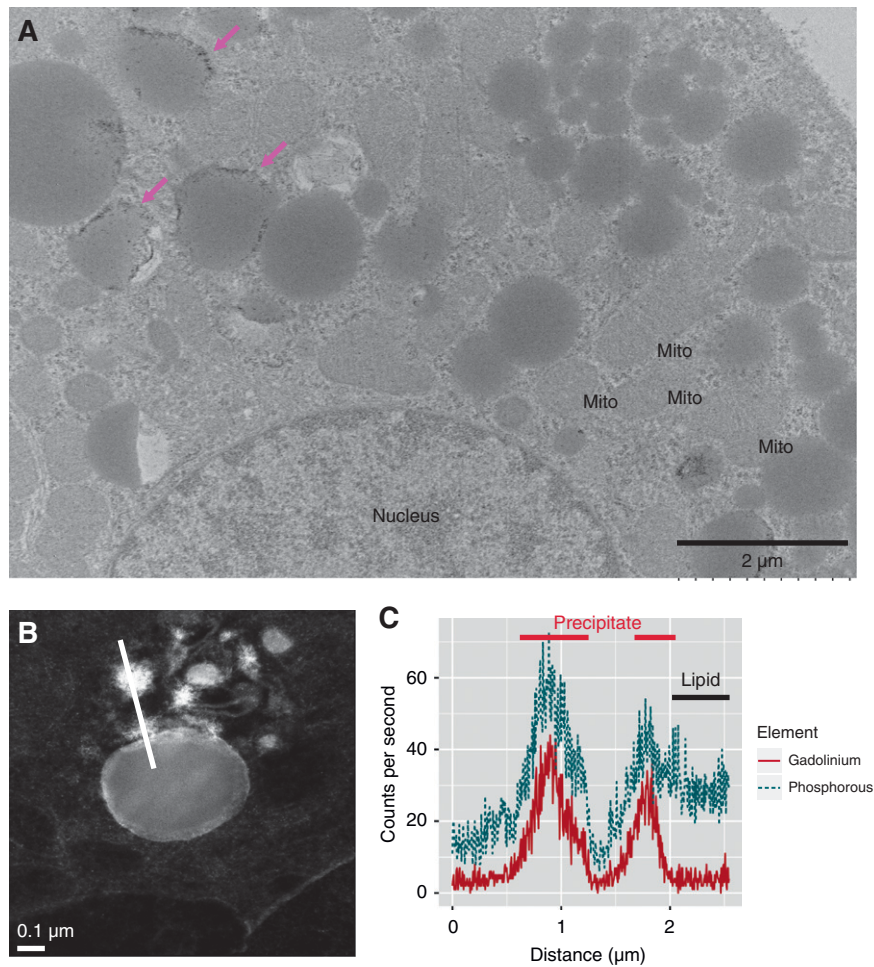 A
Mito
Mito
Mito
Mito
Nucleus
2 µm
B
0.1 µm
C
Precipitate
Lipid
60
40
20
0
Counts per second
0
1
2
Distance (µm)
Element
Gadolinium
Phosphorous